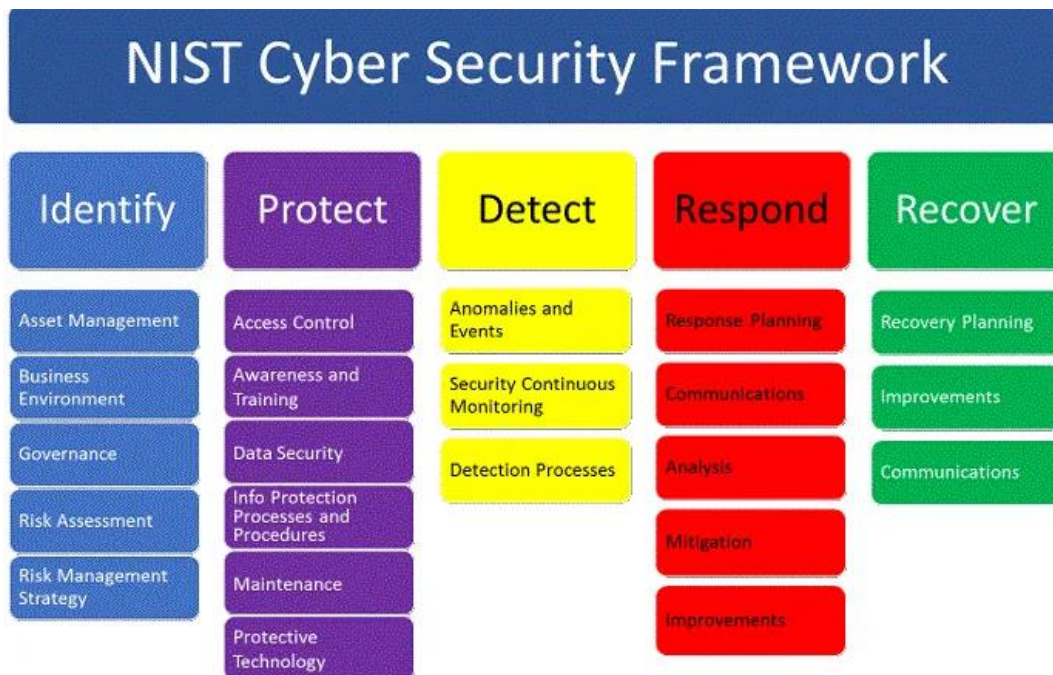 NIST Cyber Security Framework
Identify
Asset Management
Business
Environment
Governance
Risk Assessment
Risk Management
Strategy
Protect
Access Control
Awareness and
Training
Data Security
Info Protection
Processes and
Procedures
Maintenance
Protective
Technology
Detect
Anomalies and
Events
Security Continuous
Monitoring
Detection Processes
Respond
Response Planning
Communications
Analysis
Mitigation
Improvements
Recover
Recovery Planning
Improvements
Communications